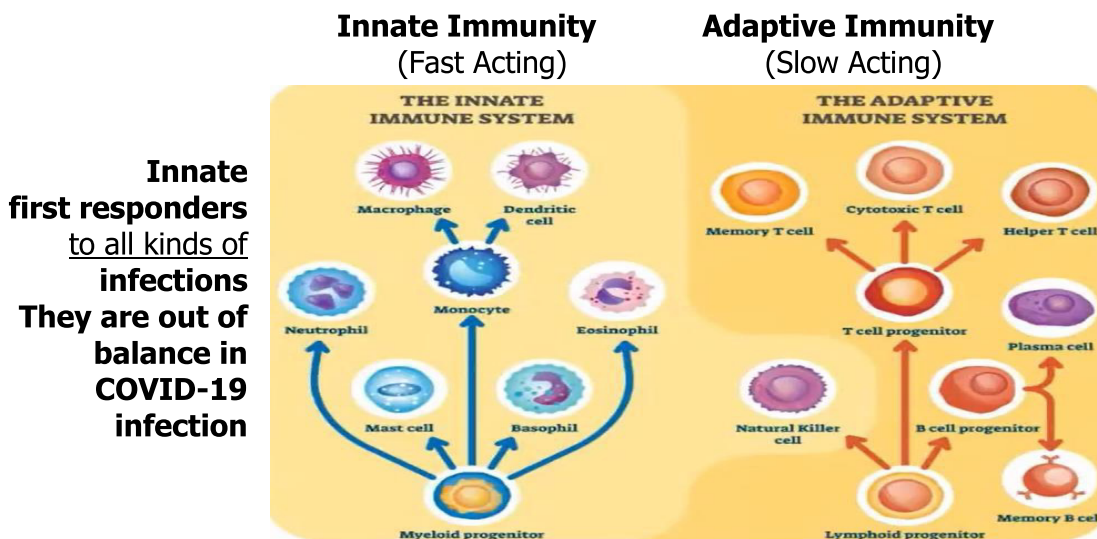 Innate Immunity
(Fast Acting)
Adaptive Immunity
(Slow Acting)
Innate
first responders
to all kinds of
infections
They are out of
balance in
COVID-19
infection
THE INNATE
IMMUNE SYSTEM
Macrophage
Dendritic
cell
Neutrophil
Monocyte
Eosinophil
Mast cell
Basophil
Myeloid progenitor
THE ADAPTIVE
IMMUNE SYSTEM
Memory T cell
Cytotoxic T cell
Helper T cell
T cell progenitor
Plasma cell
Natural Killer
cell
B cell progenitor
Memory B cel
Lymphoid progenitor